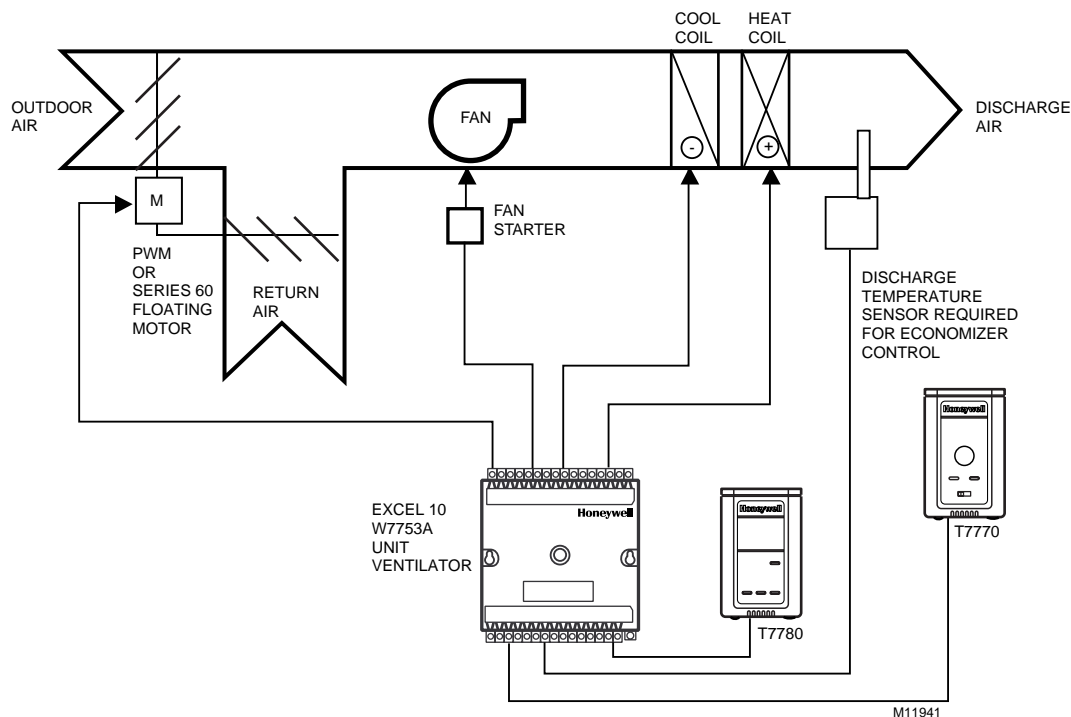 COOL
COIL
HEAT
COIL
OUTDOOR
AIR
FAN
DISCHARGE
AIR
-
+
M
FAN
STARTER
PWM
OR
SERIES 60
FLOATING
MOTOR
RETURN
AIR
DISCHARGE
TEMPERATURE
SENSOR REQUIRED
FOR ECONOMIZER
CONTROL
Honeywell
T7770
EXCEL 10
W7753A
UNIT
VENTILATOR
Honeywell
Honeywell
T7780
M11941